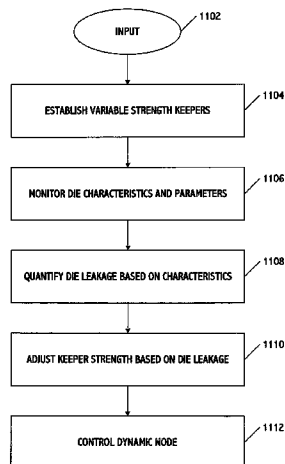 INPUT
1102
ESTABLISH VARIABLE STRENGTH KEEPERS
1104
MONITOR DIE CHARACTERISTICS AND PARAMETERS
1106
QUANTIFY DIE LEAKAGE BASED ON CHARACTERISTICS
1108
ADJUST KEEPER STRENGTH BASED ON DIE LEAKAGE
1110
CONTROL DYNAMIC NODE
1112